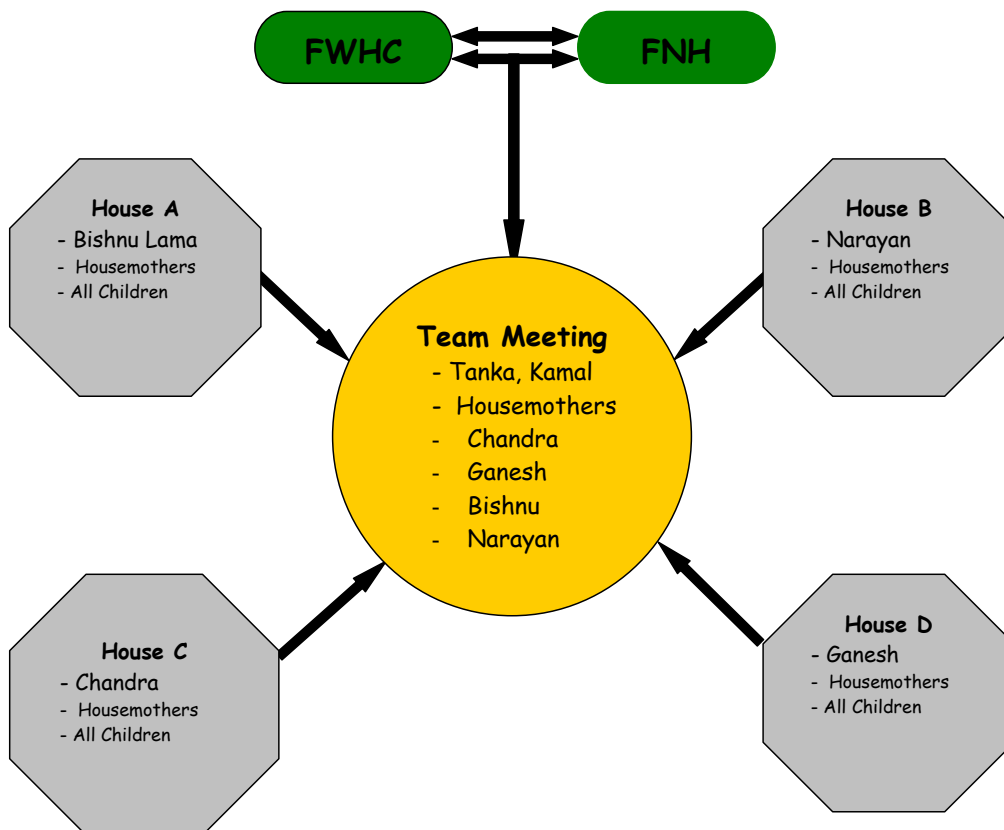 FWHC
FNH
House A
- Bishnu Lama
- Housemothers
- All Children
House B
- Narayan
- Housemothers
- All Children
Team Meeting
- Tanka, Kamal
- Housemothers
- Chandra
- Ganesh
- Bishnu
- Narayan
House C
- Chandra
- Housemothers
- All Children
House D
- Ganesh
- Housemothers
- All Children